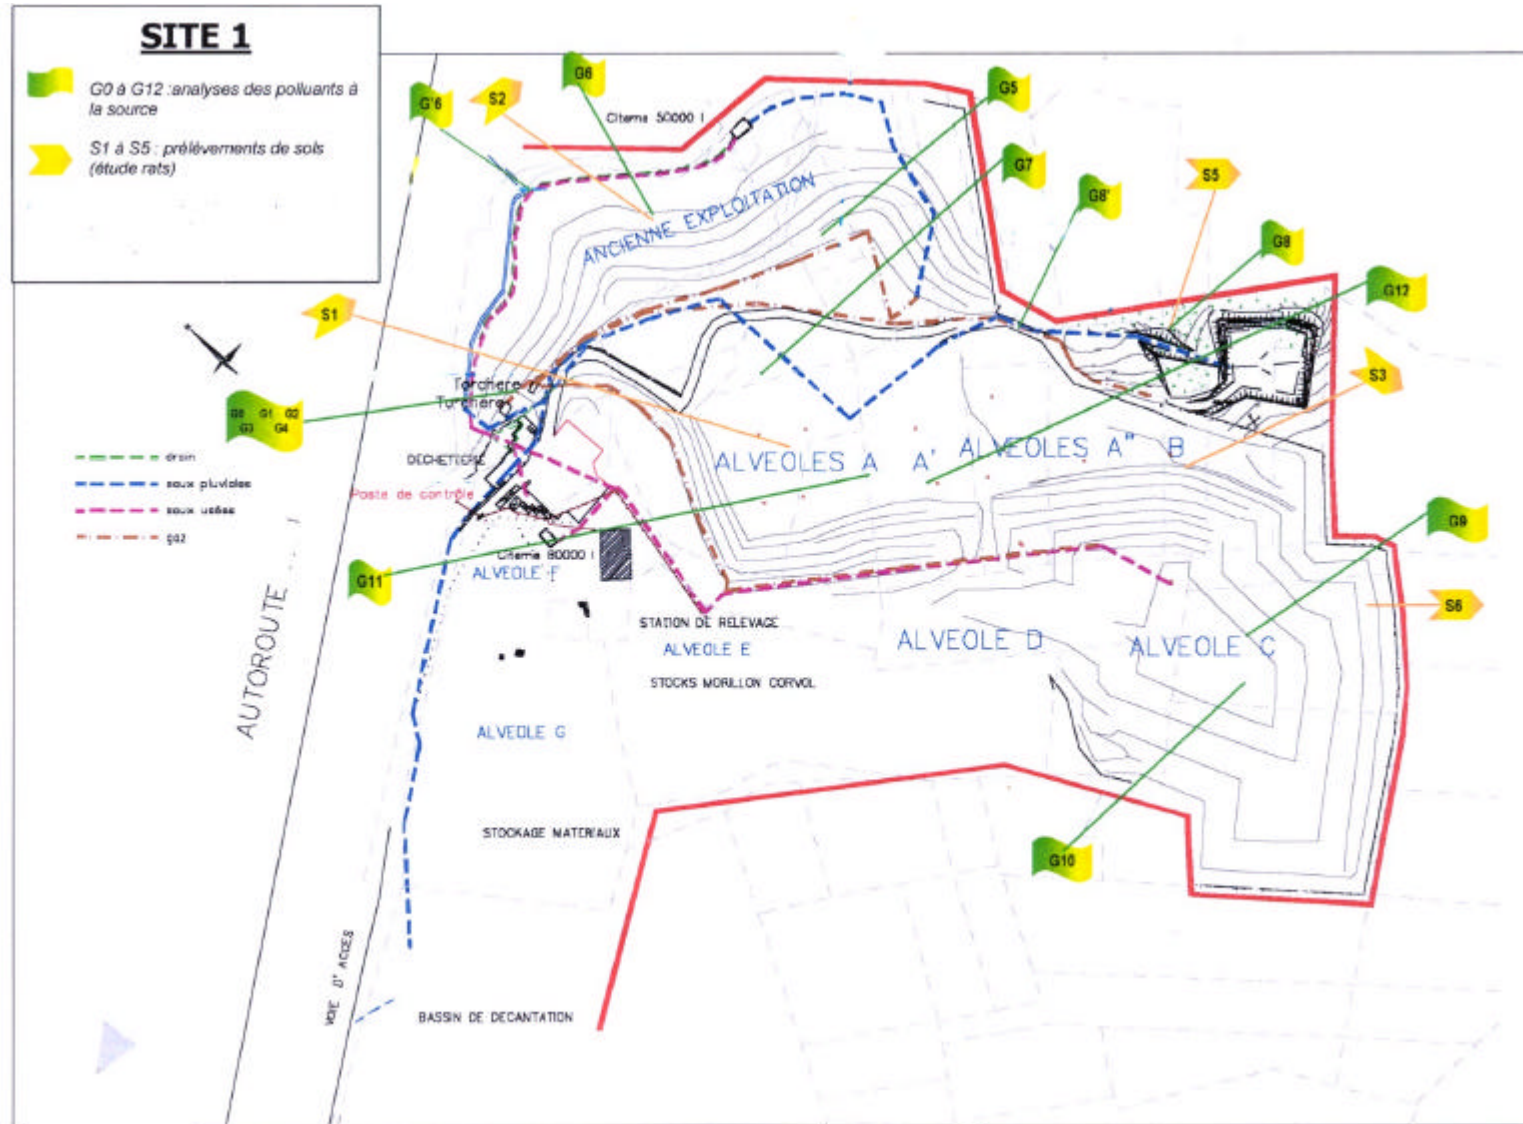 SITE 1
G0 à G12 :analyses des polluants à
la source
S1 à S5 : prélèvements de sols
(étude rats)
G'6
S2
G6
Citerne 50000 l
G5
G7
G8'
S5
G8
G12
ANCIENNE EXPLOITATION
S1
S3
Torchère
Torchère
G0 G1 G2
G3 G4
DECHETTERIE
Poste de contrôle
drain
eaux pluviales
eaux usées
gaz
ALVEOLES A A'
ALVEOLES A" B
G9
Citerne 80000 l
G11
ALVEOLE F
S6
STATION DE RELEVAGE
ALVEOLE E
ALVEOLE D
ALVEOLE C
STOCKS MORILLON CORVOL
AUTOROUTE
ALVEOLE G
STOCKAGE MATERIAUX
G10
VOIE D' ACCES
BASSIN DE DECANTATION